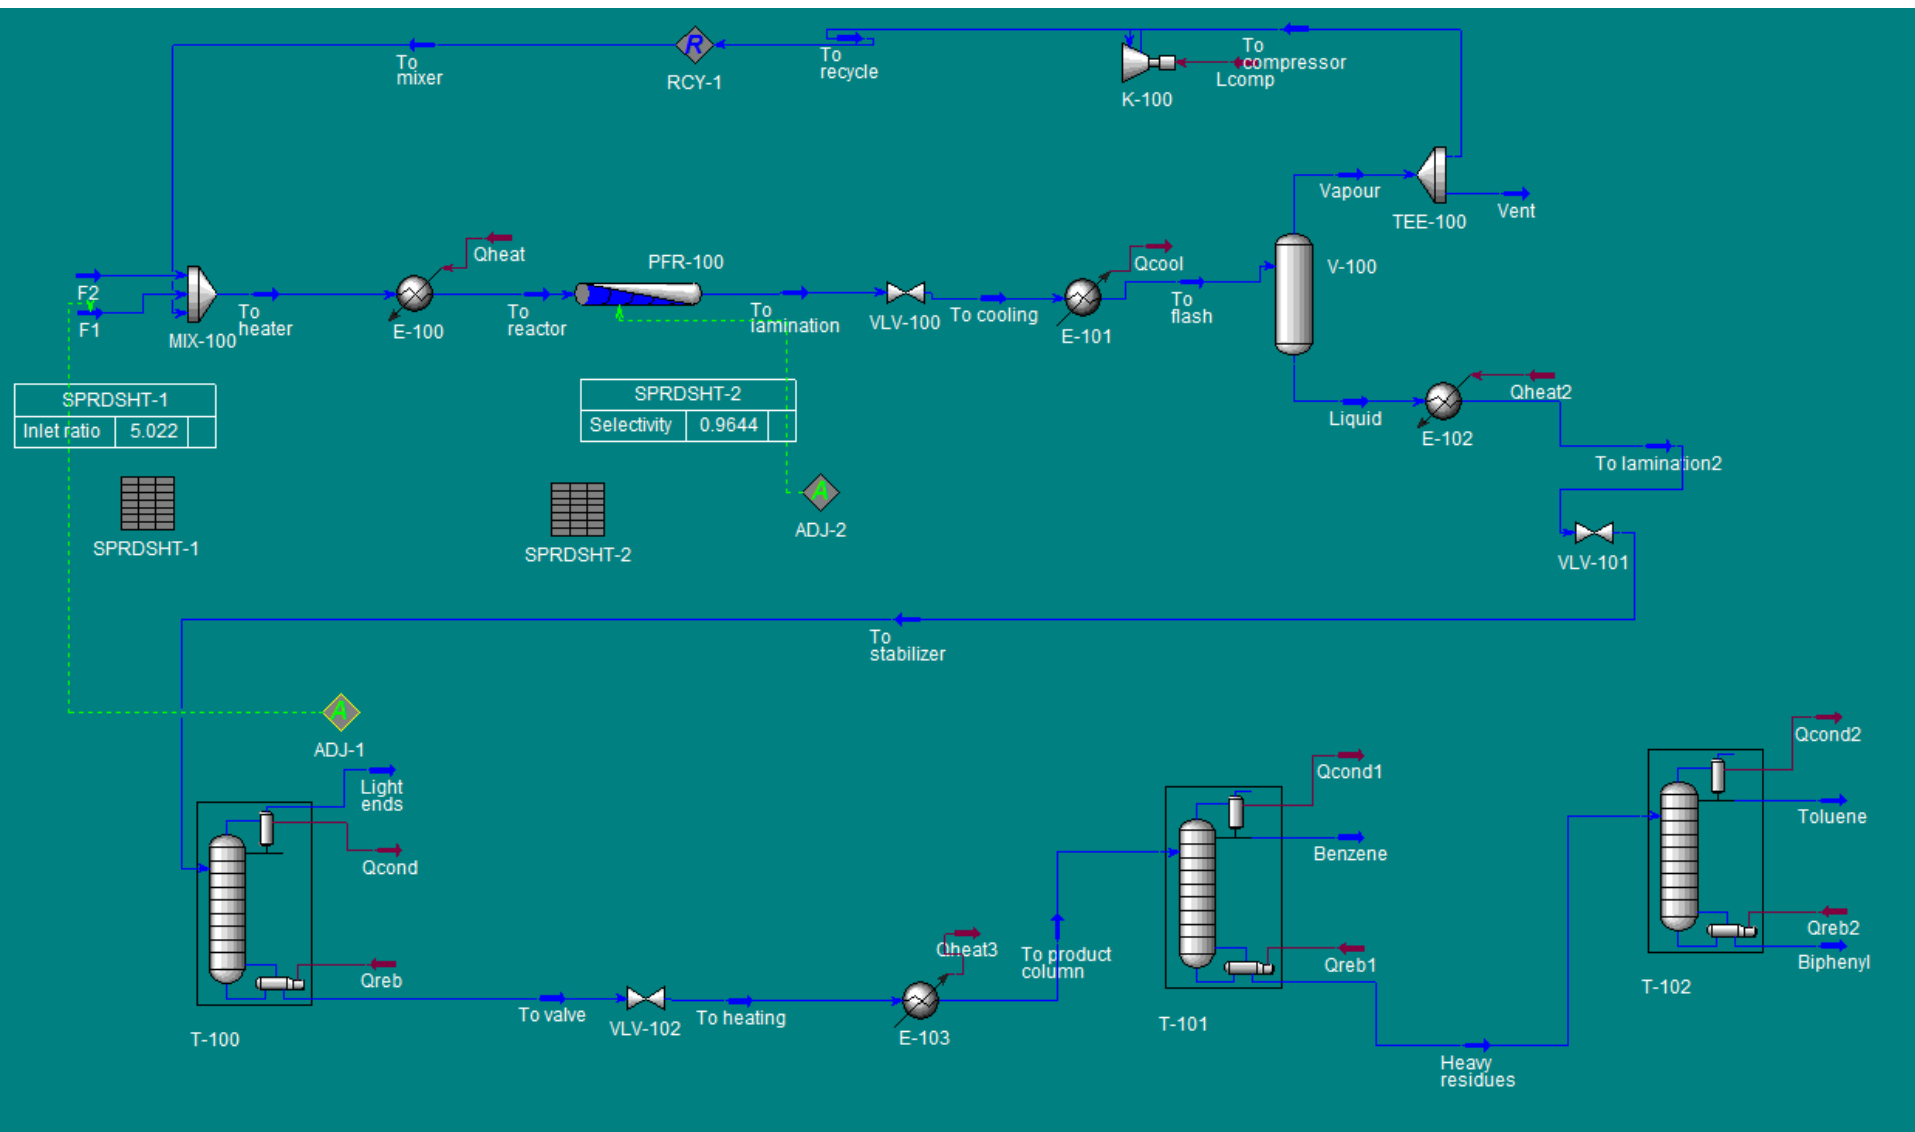 To
mixer
R
RCY-1
To
recycle
To
compressor
Lcomp
K-100
Vapour
TEE-100
Vent
F2
F1
MIX-100
To
heater
Qheat
E-100
To
reactor
PFR-100
To
lamination
VLV-100
To cooling
Qcool
E-101
To
flash
V-100
Liquid
Qheat2
E-102
To lamination2
VLV-101
SPRDSHT-1
Inlet ratio 5.022
SPRDSHT-1
SPRDSHT-2
Selectivity 0.9644
SPRDSHT-2
A
ADJ-2
To
stabilizer
A
ADJ-1
Light
ends
Qcond
Qreb
T-100
To valve
VLV-102
To heating
Qheat3
E-103
To product
column
Qcond1
Benzene
Qreb1
T-101
Heavy
residues
Qcond2
Toluene
Qreb2
Biphenyl
T-102